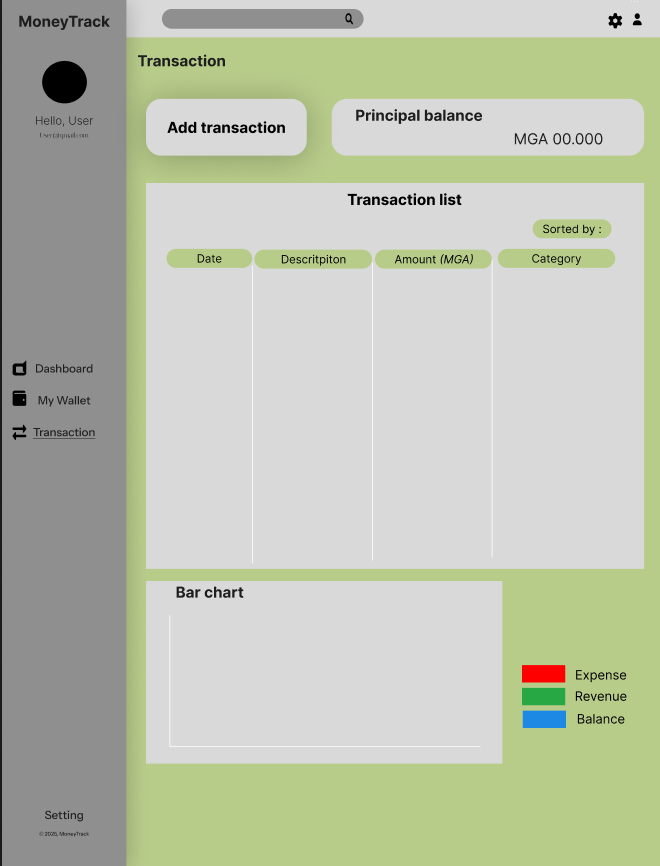 MoneyTrack
Hello, User
User@gmail.com
Dashboard
My Wallet
Transaction
Setting
© 2025, MoneyTrack
Transaction
Add transaction
Principal balance
MGA 00.000
Transaction list
Sorted by :
Date
Descritpiton
Amount (MGA)
Category
Bar chart
Expense
Revenue
Balance